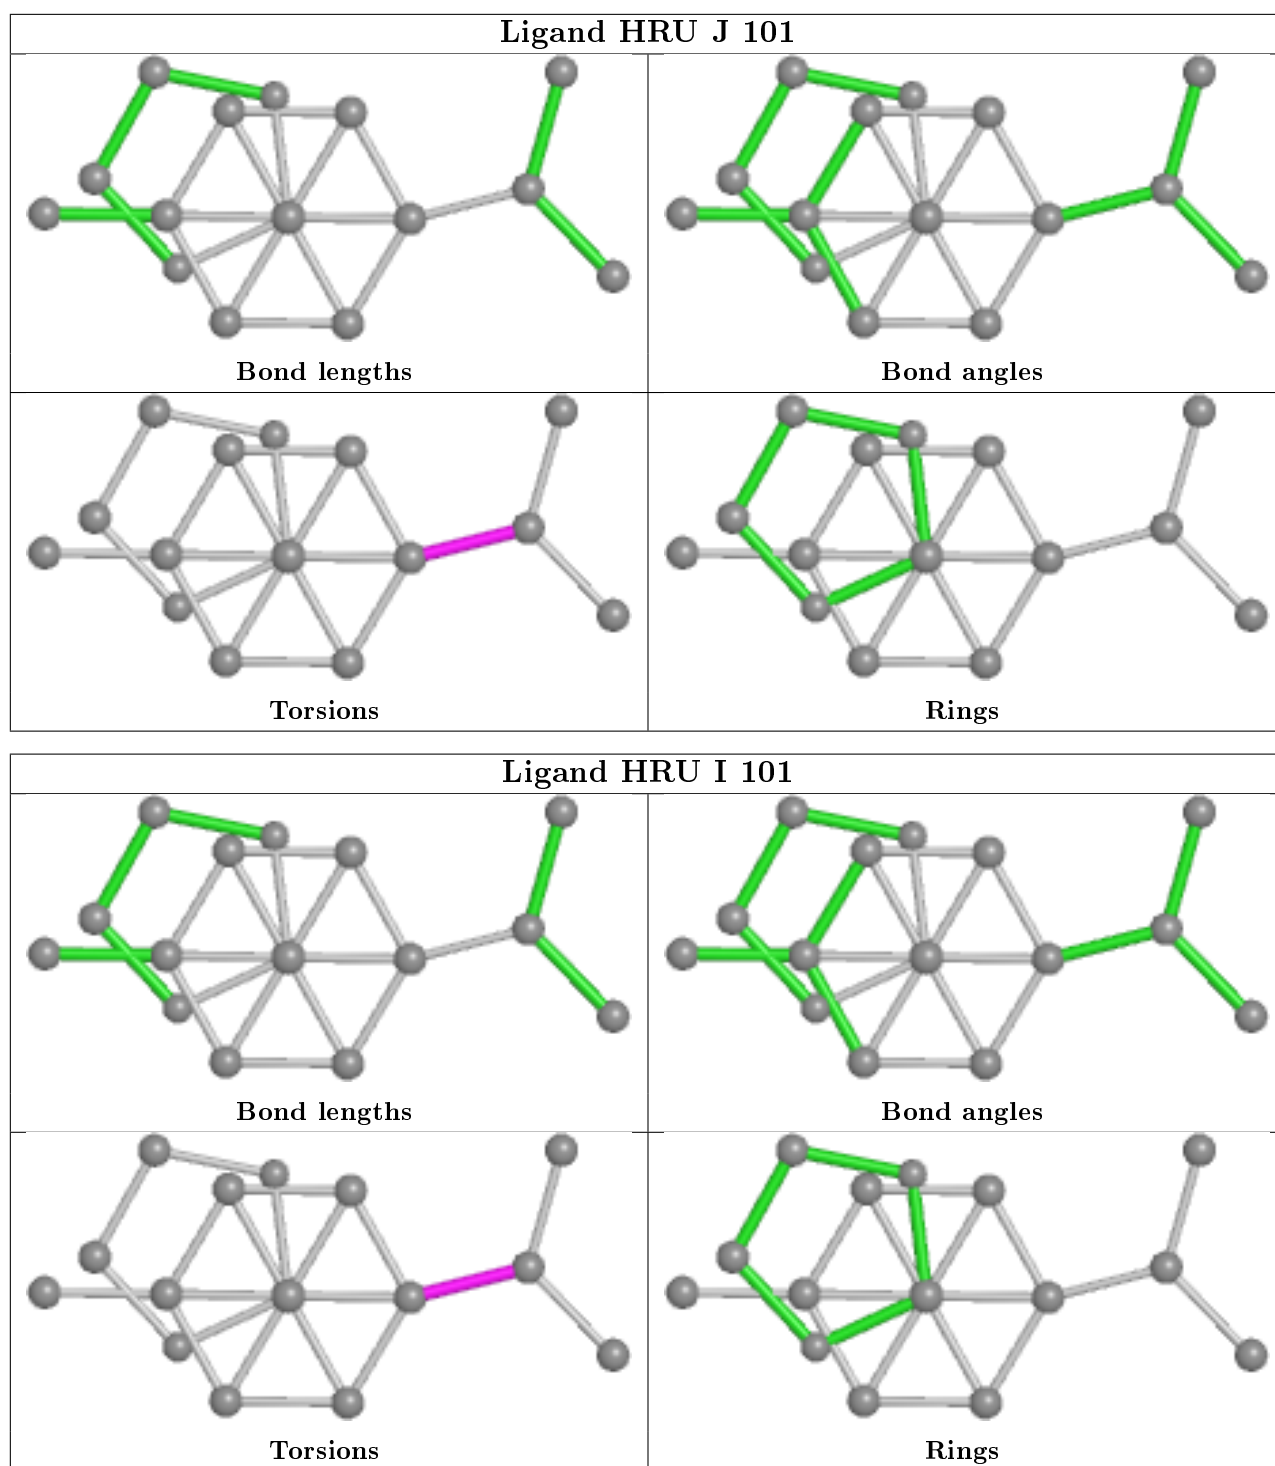 Ligand HRU J 101
Bond lengths
Bond angles
Torsions
Rings
Ligand HRU I 101
Bond lengths
Bond angles
Torsions
Rings